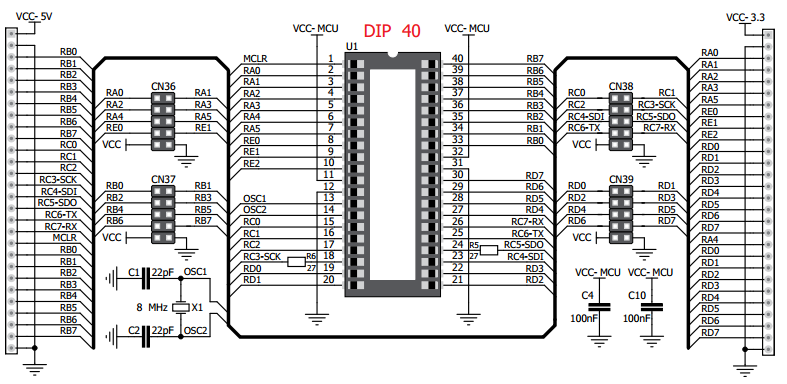 VCC- 5V
RB0
RB1
RB2
RB3
RB4
RB5
RB6
RB7
RC0
RC1
RC2
RC3-SCK
RC4-SDI
RC5-SDO
RC6-TX
RC7-RX
MCLR
RB0
RB1
RB2
RB3
RB4
RB5
RB6
RB7
CN36
RA0 RA1
RA2 RA3
RA4 RA5
RE0 RE1
VCC
CN37
RB0 RB1
RB2 RB3
RB4 RB5
RB6 RB7
VCC
C1 22pF OSC1
8 MHz X1
C2 22pF OSC2
VCC- MCU DIP 40 VCC-MCU
U1
MCLR 1 40 RB7
RA0 2 39 RB6
RA1 3 38 RB5
RA2 4 37 RB4
RA3 5 36 RB3
RA4 6 35 RB2
RA5 7 34 RB1
RE0 8 33 RB0
RE1 9 32
RE2 10 31
11 30 RD7
12 29 RD6
OSC1 13 28 RD5
OSC2 14 27 RD4
RC0 15 26 RC7-RX
RC1 16 25 RC6-TX
RC2 17 24 R5 27 RC5-SDO
RC3-SCK R6 27 18 23 RC4-SDI
RD0 19 22 RD3
RD1 20 21 RD2
CN38
RC0 RC1
RC2 RC3-SCK
RC4-SDI RC5-SDO
RC6-TX RC7-RX
VCC
CN39
RD0 RD1
RD2 RD3
RD4 RD5
RD6 RD7
VCC
VCC- MCU VCC- MCU
C4 C10
100nF 100nF
VCC- 3.3
RA0
RA1
RA2
RA3
RA5
RE0
RE1
RE2
RD0
RD1
RD2
RD3
RD4
RD5
RD6
RD7
RA4
RD0
RD1
RD2
RD3
RD4
RD5
RD6
RD7